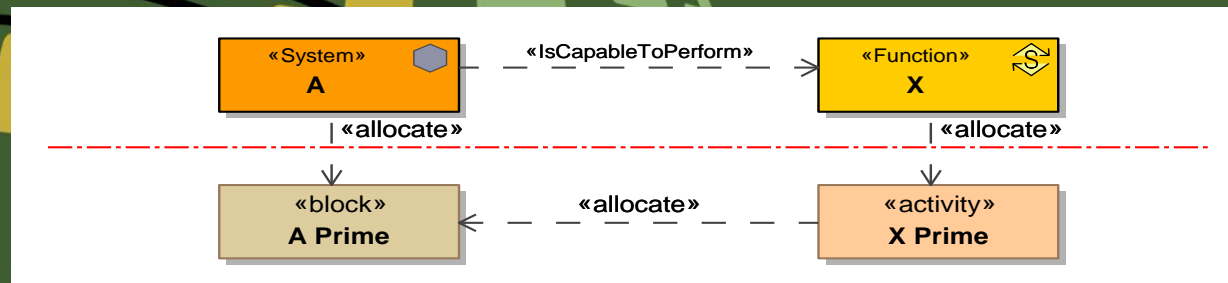 «System»
A
«IsCapableToPerform»
«Function»
X
S
«allocate»
«allocate»
«block»
A Prime
«allocate»
«activity»
X Prime